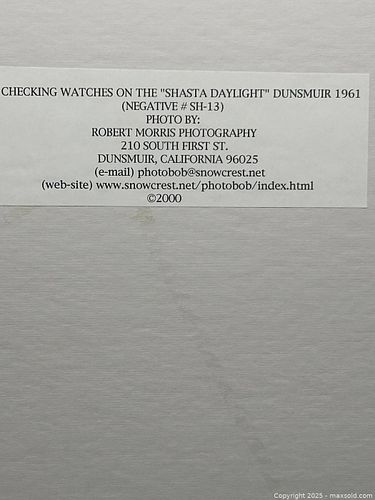 CHECKING WATCHES ON THE "SHASTA DAYLIGHT" DUNSMUIR 1961
(NEGATIVE # SH-13)
PHOTO BY:
ROBERT MORRIS PHOTOGRAPHY
210 SOUTH FIRST ST.
DUNSMUIR, CALIFORNIA 96025
(e-mail) photobob@snowcrest.net
(web-site) www.snowcrest.net/photobob/index.html
©2000
Copyright 2025 - maxsold.com